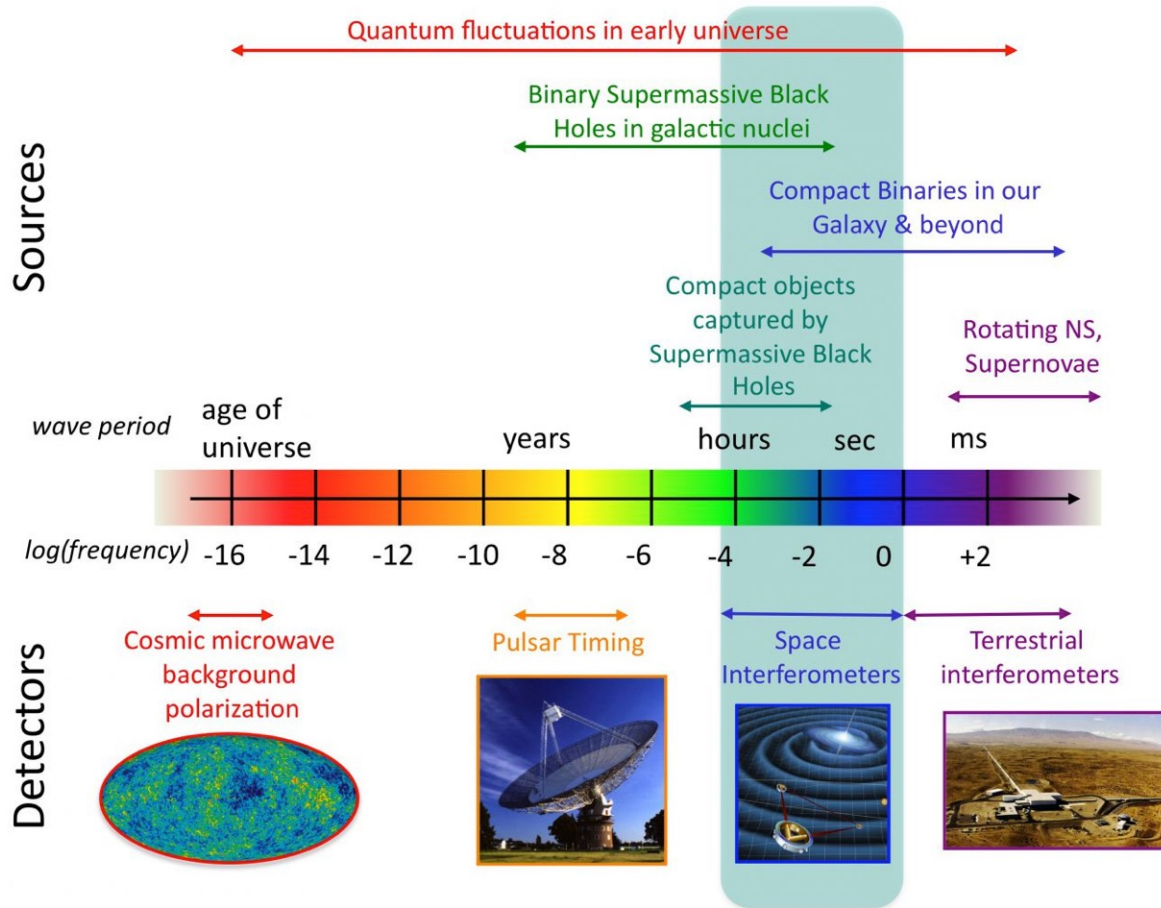 Quantum fluctuations in early universe
Binary Supermassive Black
Holes in galactic nuclei
Compact Binaries in our
Galaxy & beyond
Compact objects
captured by
Supermassive Black
Holes
Rotating NS,
Supernovae
Sources
wave period
age of
universe
years
hours
sec
ms
log(frequency)
-16
-14
-12
-10
-8
-6
-4
-2
0
+2
Detectors
Cosmic microwave
background
polarization
Pulsar Timing
Space
Interferometers
Terrestrial
interferometers